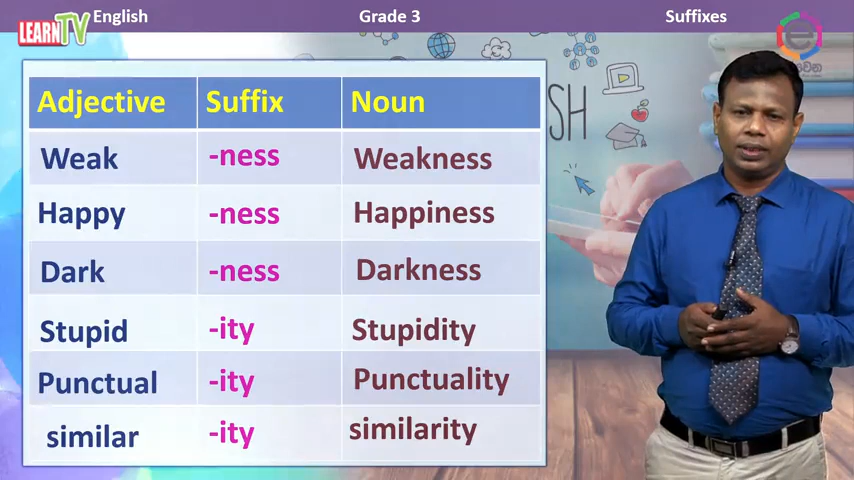 LEARN TV
English
Grade 3
Suffixes
Adjective Suffix Noun
Weak -ness Weakness
Happy -ness Happiness
Dark -ness Darkness
Stupid -ity Stupidity
Punctual -ity Punctuality
similar -ity similarity
SH
e